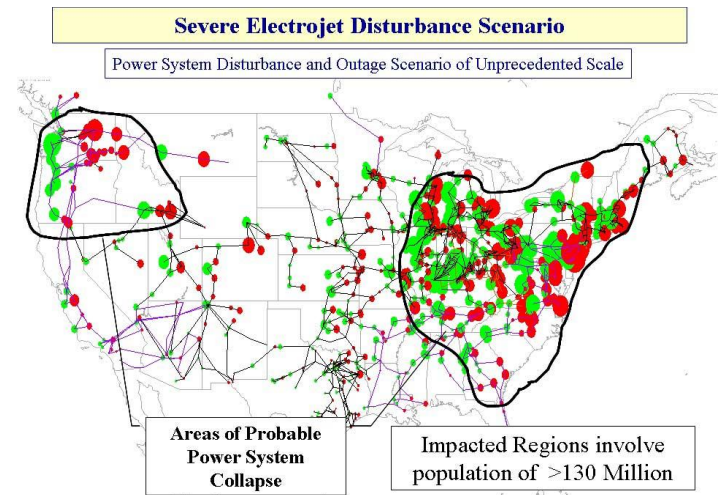 Severe Electrojet Disturbance Scenario
Power System Disturbance and Outage Scenario of Unprecedented Scale
Areas of Probable
Power System
Collapse
Impacted Regions involve
population of >130 Million